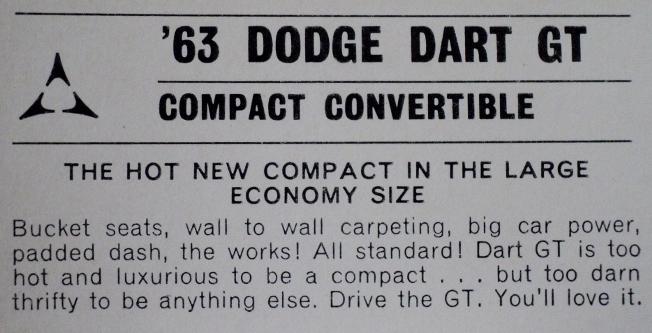 '63 DODGE DART GT
COMPACT CONVERTIBLE
THE HOT NEW COMPACT IN THE LARGE
ECONOMY SIZE
Bucket seats, wall to wall carpeting, big car power,
padded dash, the works! All standard! Dart GT is too
hot and luxurious to be a compact . . . but too darn
thrifty to be anything else. Drive the GT. You'll love it.